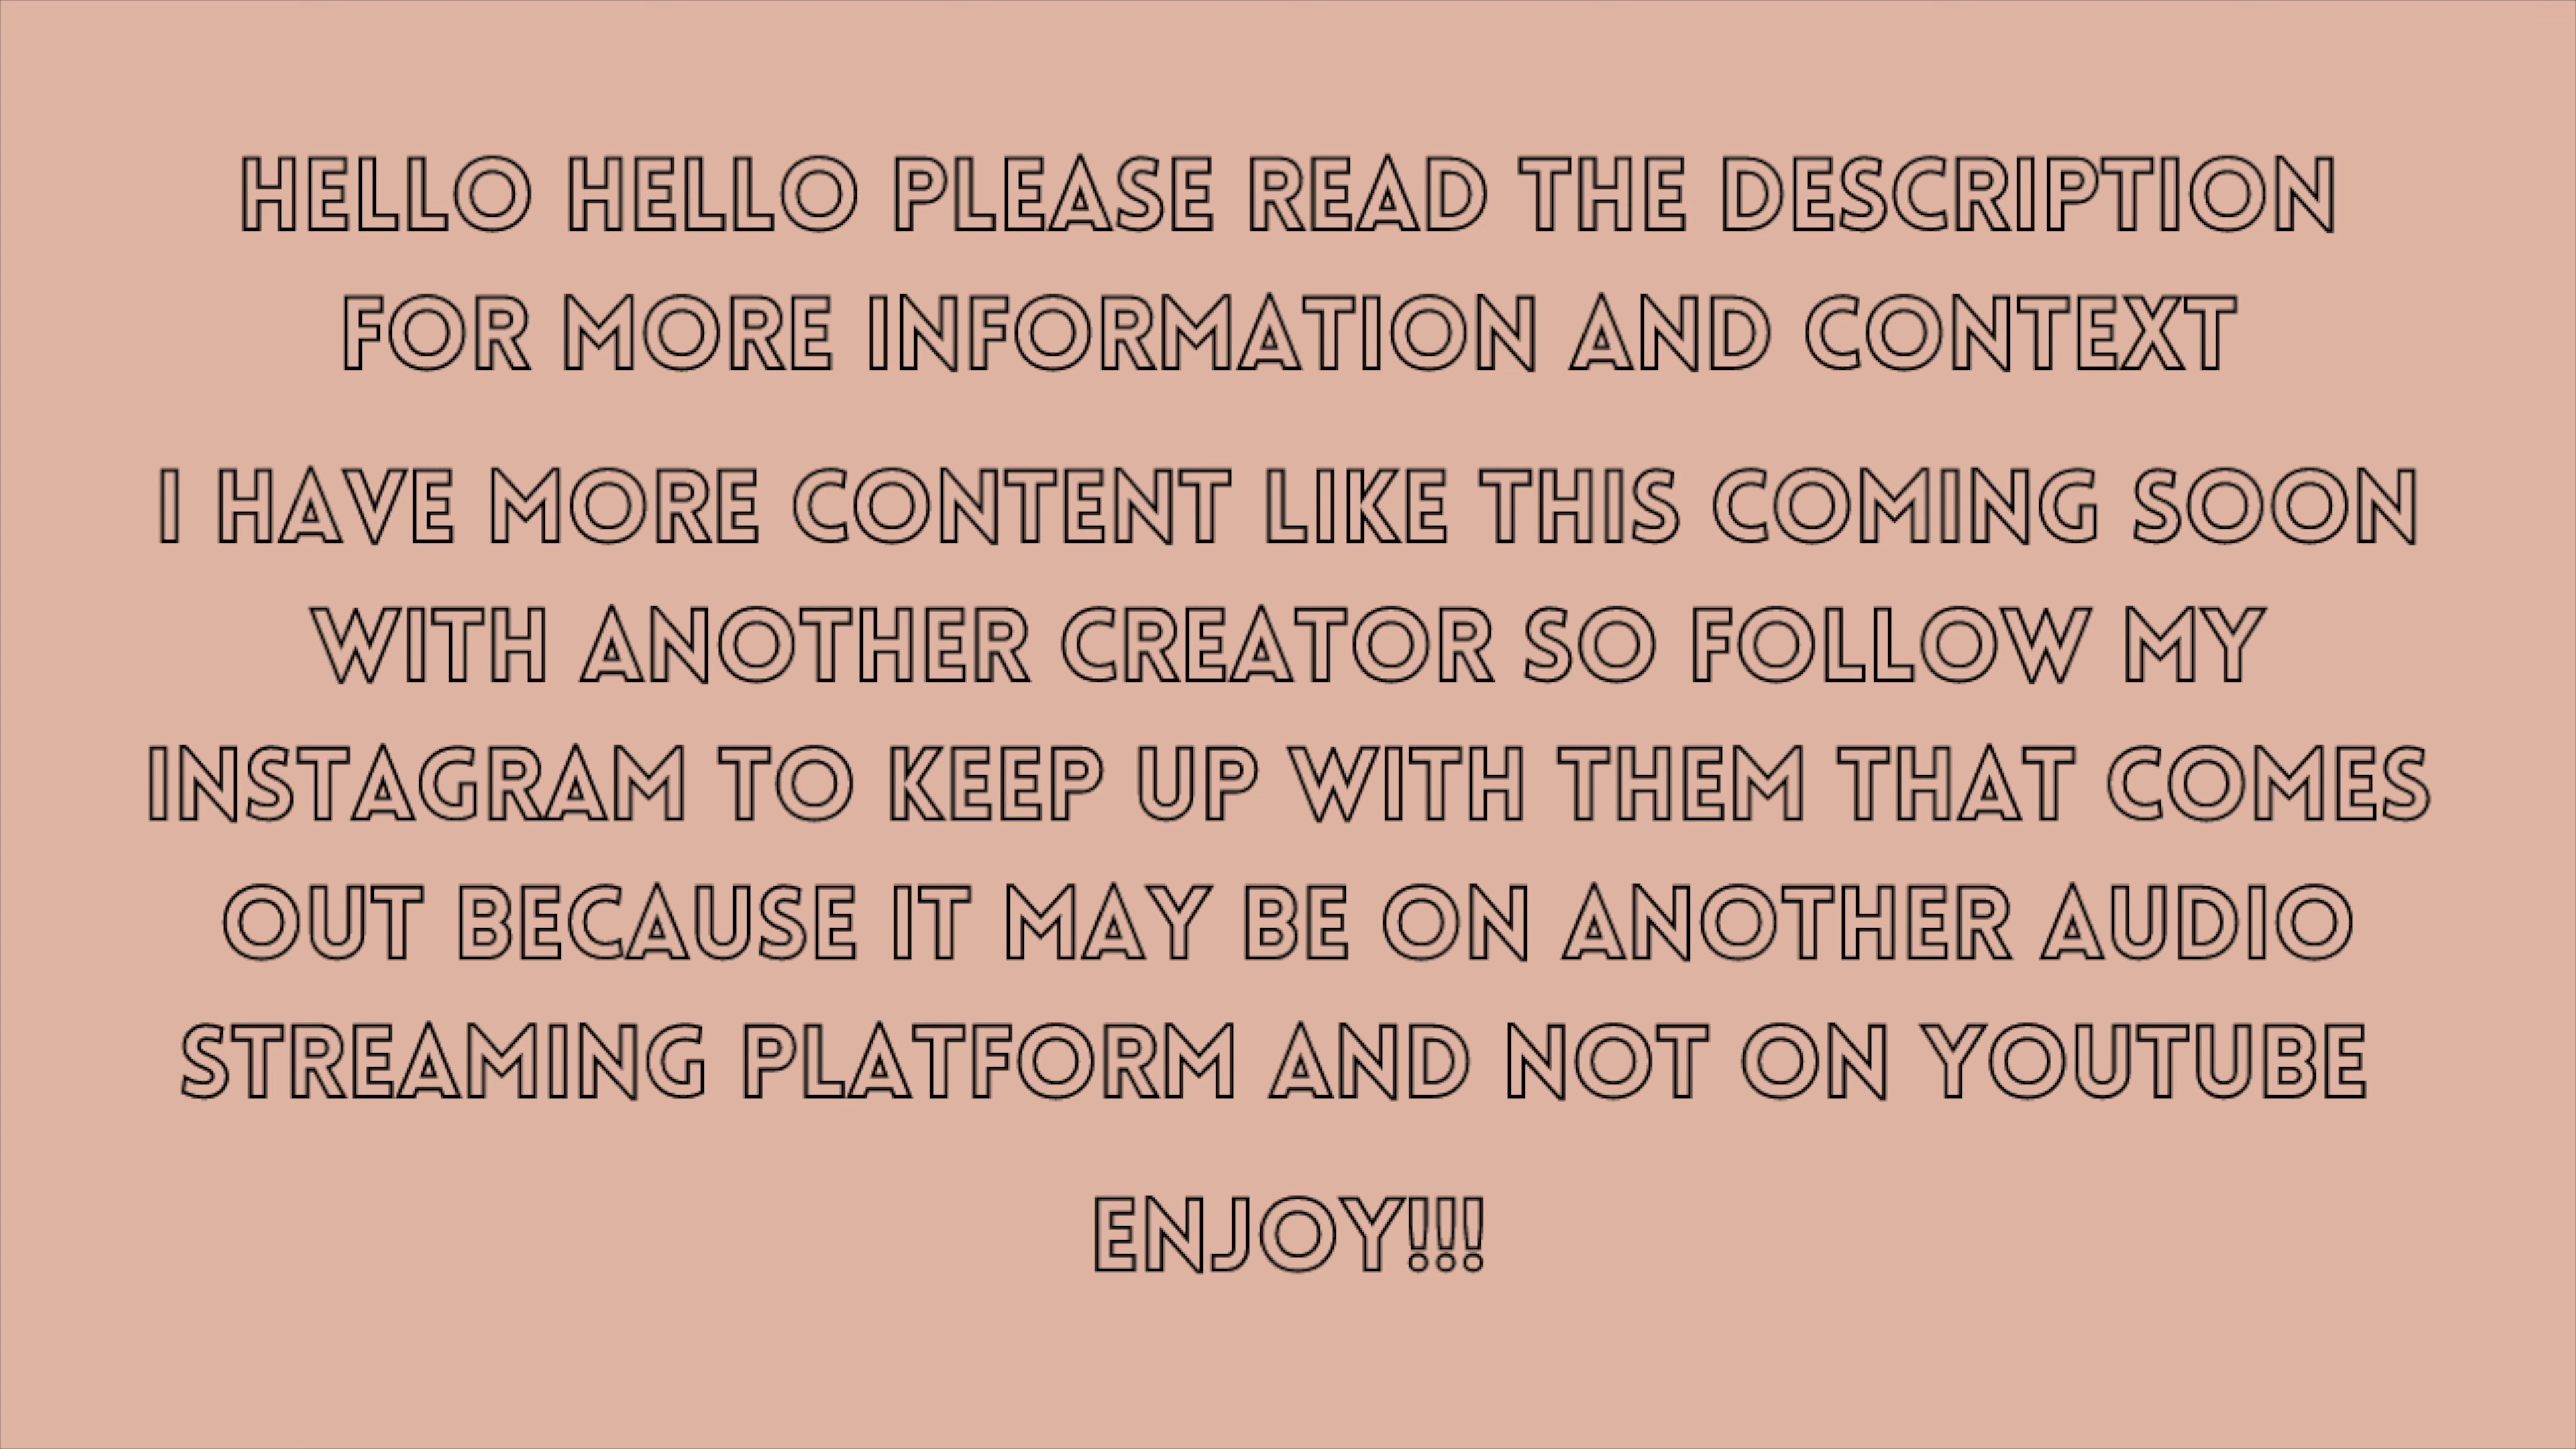 HELLO HELLO PLEASE READ THE DESCRIPTION
FOR MORE INFORMATION AND CONTEXT
I HAVE MORE CONTENT LIKE THIS COMING SOON
WITH ANOTHER CREATOR SO FOLLOW MY
INSTAGRAM TO KEEP UP WITH THEM THAT COMES
OUT BECAUSE IT MAY BE ON ANOTHER AUDIO
STREAMING PLATFORM AND NOT ON YOUTUBE
ENJOY!!!